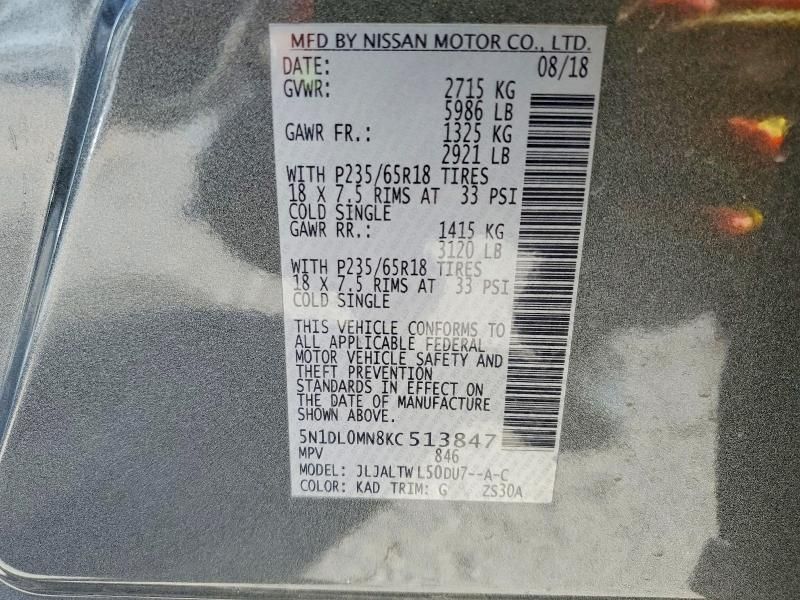 MFD BY NISSAN MOTOR CO., LTD.
DATE: 08/18
GVWR: 2715 KG
5986 LB
GAWR FR.: 1325 KG
2921 LB
WITH P235/65R18 TIRES
18 X 7.5 RIMS AT 33 PSI
COLD SINGLE
GAWR RR.: 1415 KG
3120 LB
WITH P235/65R18 TIRES
18 X 7.5 RIMS AT 33 PSI
COLD SINGLE
THIS VEHICLE CONFORMS TO
ALL APPLICABLE FEDERAL
MOTOR VEHICLE SAFETY AND
THEFT PREVENTION
STANDARDS IN EFFECT ON
THE DATE OF MANUFACTURE
SHOWN ABOVE.
5N1DL0MN8KC513847
MPV 846
MODEL: JLJALTWL50DU7--A-C
COLOR: KAD TRIM: G ZS30A